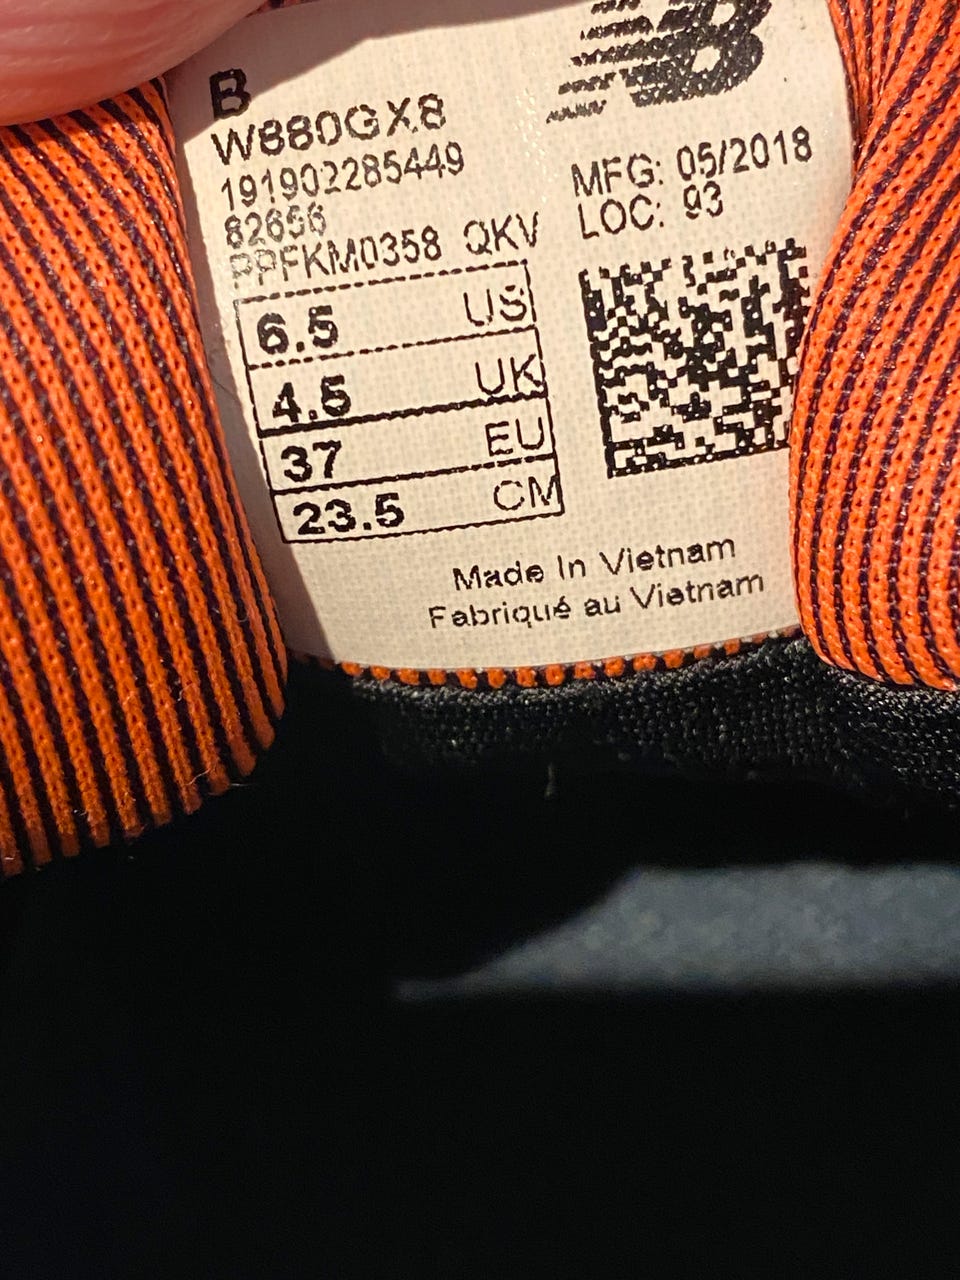 B
W880GX8
191902285449
82656
PPFKM0358 QKV
6.5 US
4.5 UK
37 EU
23.5 CM
NB
MFG: 05/2018
LOC: 93
Made In Vietnam
Fabriqué au Vietnam